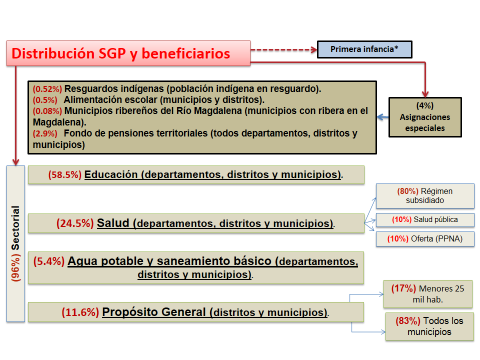 Distribución SGP y beneficiarios
Primera infancia*
(0.52%) Resguardos indígenas (población indígena en resguardo).
(0.5%) Alimentación escolar (municipios y distritos).
(0.08%) Municipios ribereños del Río Magdalena (municipios con ribera en el
Magdalena).
(2.9%) Fondo de pensiones territoriales (todos departamentos, distritos y
municipios)
(4%)
Asignaciones
especiales
(96%) Sectorial
(58.5%) Educación (departamentos, distritos y municipios).
(24.5%) Salud (departamentos, distritos y municipios).
(80%) Régimen
subsidiado
(10%) Salud pública
(10%) Oferta (PPNA)
(5.4%) Agua potable y saneamiento básico (departamentos,
distritos y municipios).
(11.6%) Propósito General (distritos y municipios).
(17%) Menores 25
mil hab.
(83%) Todos los
municipios